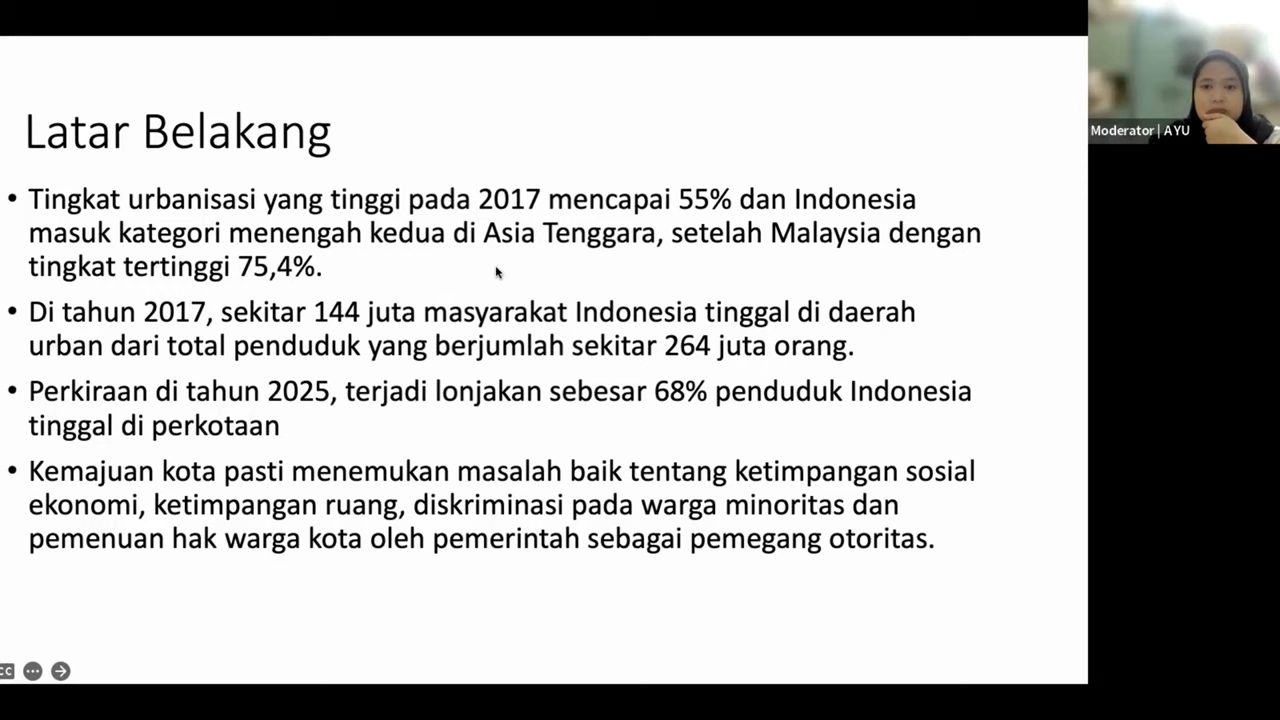 Latar Belakang
• Tingkat urbanisasi yang tinggi pada 2017 mencapai 55% dan Indonesia
masuk kategori menengah kedua di Asia Tenggara, setelah Malaysia dengan
tingkat tertinggi 75,4%.
• Di tahun 2017, sekitar 144 juta masyarakat Indonesia tinggal di daerah
urban dari total penduduk yang berjumlah sekitar 264 juta orang.
• Perkiraan di tahun 2025, terjadi lonjakan sebesar 68% penduduk Indonesia
tinggal di perkotaan
• Kemajuan kota pasti menemukan masalah baik tentang ketimpangan sosial
ekonomi, ketimpangan ruang, diskriminasi pada warga minoritas dan
pemenuan hak warga kota oleh pemerintah sebagai pemegang otoritas.
Moderator | AYU
CC